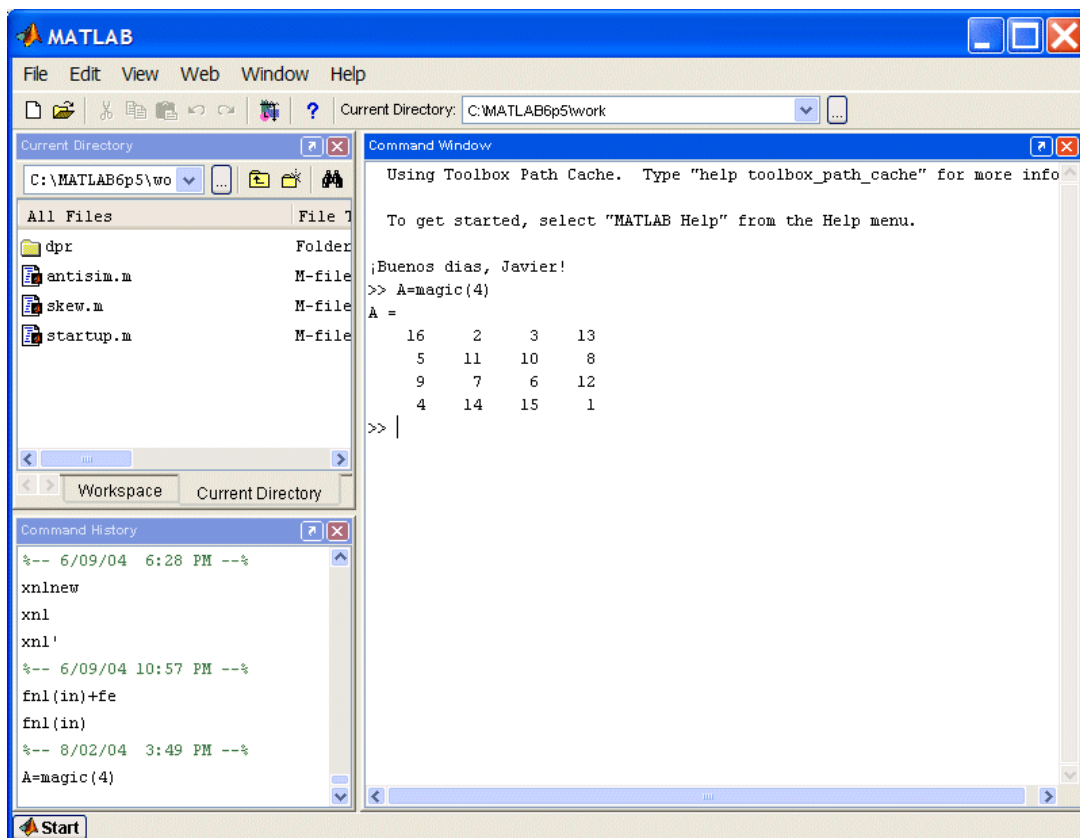 MATLAB
File Edit View Web Window Help
Current Directory: C:\MATLAB6p5\work
...
Current Directory
C:\MATLAB6p5\wo
...
All Files File T
dpr Folder
antisim.m M-file
skew.m M-file
startup.m M-file
Workspace Current Directory
Command History
%-- 6/09/04 6:28 PM --%
xnlnew
xnl
xnl'
%-- 6/09/04 10:57 PM --%
fnl(in)+fe
fnl(in)
%-- 8/02/04 3:49 PM --%
A=magic(4)
Command Window
Using Toolbox Path Cache. Type "help toolbox_path_cache" for more info
To get started, select "MATLAB Help" from the Help menu.
¡Buenos dias, Javier!
>> A=magic(4)
A =
16 2 3 13
5 11 10 8
9 7 6 12
4 14 15 1
>>
Start